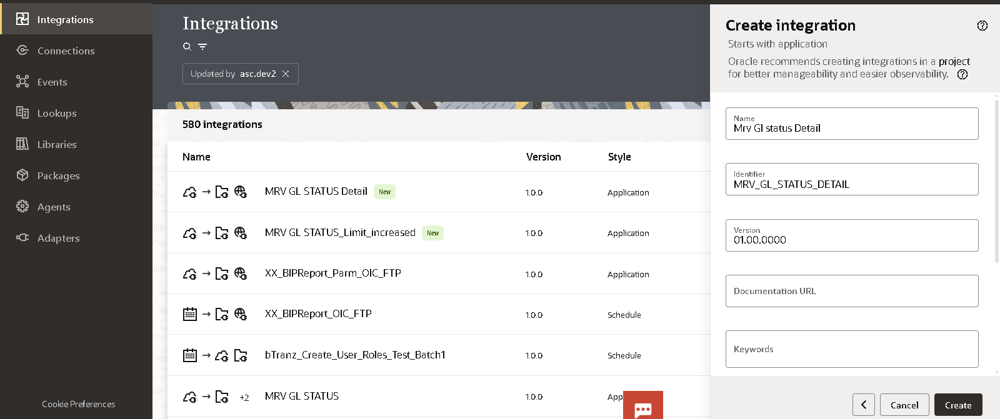 Integrations
Connections
Events
Lookups
Libraries
Packages
Agents
Adapters
Cookie Preferences
Integrations
Updated by asc.dev2
580 integrations
Name Version Style
MRV GL STATUS Detail New 1.0.0 Application
MRV GL STATUS_Limit_increased New 1.0.0 Application
XX_BIPReport_Parm_OIC_FTP 1.0.0 Application
XX_BIPReport_OIC_FTP 1.0.0 Schedule
bTranz_Create_User_Roles_Test_Batch1 1.0.0 Schedule
+2 MRV GL STATUS 1.0.0 App
Create integration
Starts with application
Oracle recommends creating integrations in a project
for better manageability and easier observability.
Name
Mrv Gl status Detail
Identifier
MRV_GL_STATUS_DETAIL
Version
01.00.0000
Documentation URL
Keywords
Cancel Create